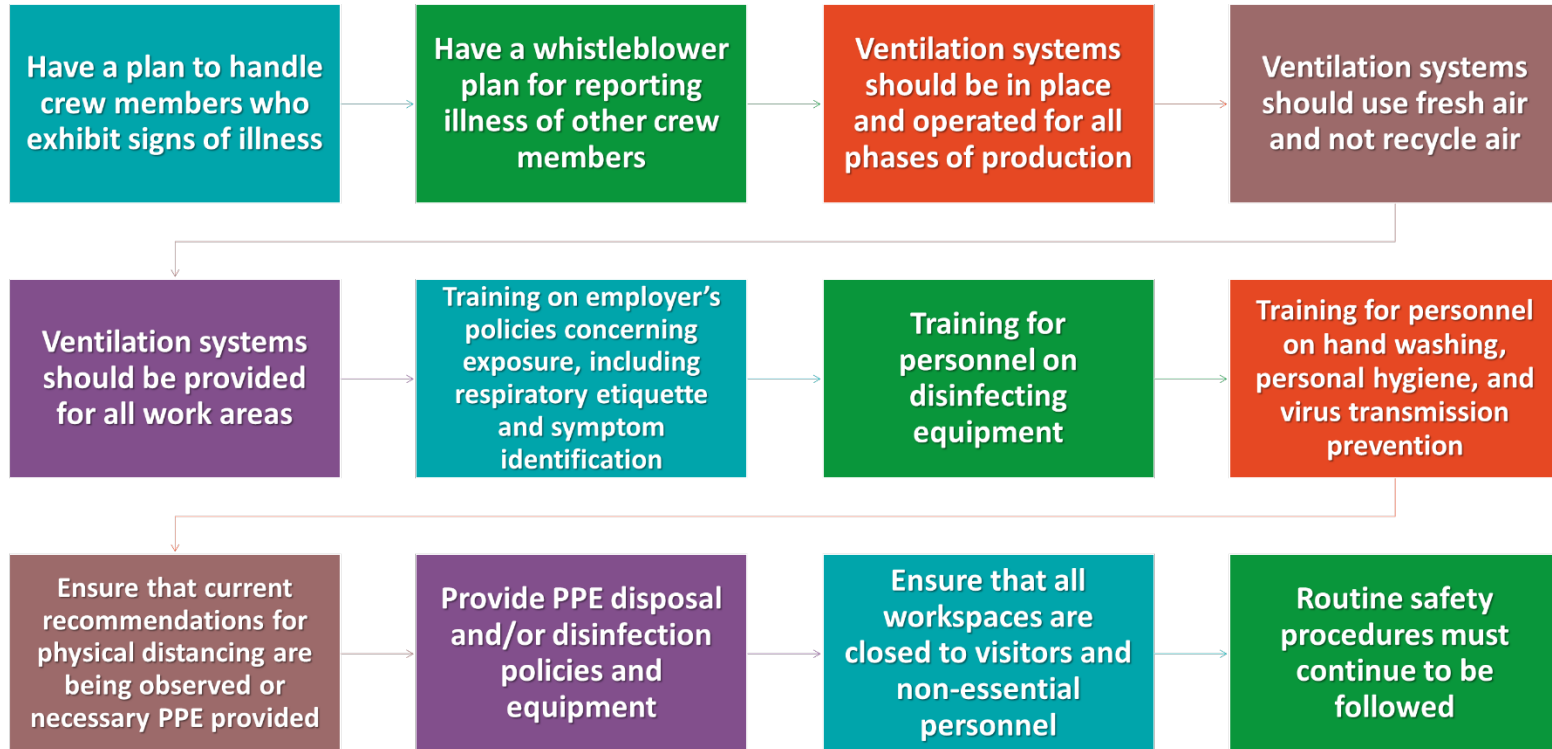 Have a plan to handle
crew members who
exhibit signs of illness
Have a whistleblower
plan for reporting
illness of other crew
members
Ventilation systems
should be in place
and operated for all
phases of production
Ventilation systems
should use fresh air
and not recycle air
Ventilation systems
should be provided
for all work areas
Training on employer’s
policies concerning
exposure, including
respiratory etiquette
and symptom
identification
Training for
personnel on
disinfecting
equipment
Training for personnel
on hand washing,
personal hygiene, and
virus transmission
prevention
Ensure that current
recommendations for
physical distancing are
being observed or
necessary PPE provided
Provide PPE disposal
and/or disinfection
policies and
equipment
Ensure that all
workspaces are
closed to visitors and
non-essential
personnel
Routine safety
procedures must
continue to be
followed